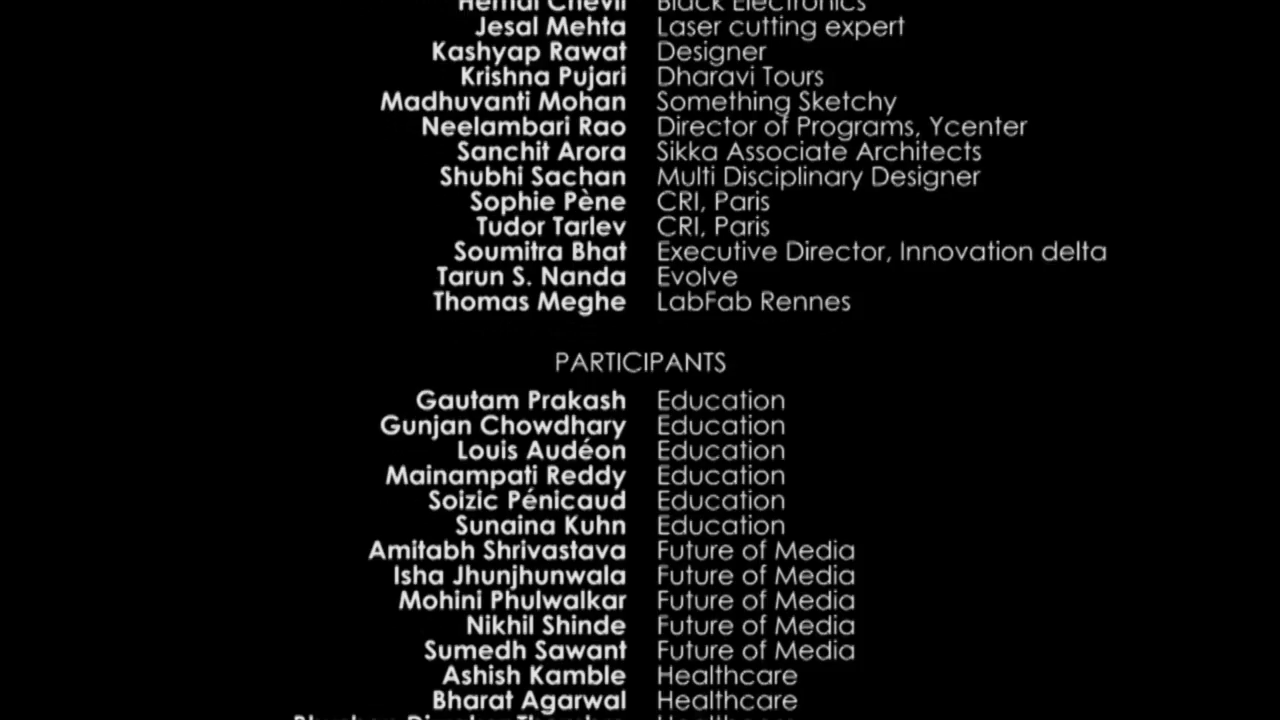 Hemal Chevli Black Electronics
Jesal Mehta Laser cutting expert
Kashyap Rawat Designer
Krishna Pujari Dharavi Tours
Madhuvanti Mohan Something Sketchy
Neelambari Rao Director of Programs, Ycenter
Sanchit Arora Sikka Associate Architects
Shubhi Sachan Multi Disciplinary Designer
Sophie Pène CRI, Paris
Tudor Tarlev CRI, Paris
Soumitra Bhat Executive Director, Innovation delta
Tarun S. Nanda Evolve
Thomas Meghe LabFab Rennes
PARTICIPANTS
Gautam Prakash Education
Gunjan Chowdhary Education
Louis Audéon Education
Mainampati Reddy Education
Soizic Pénicaud Education
Sunaina Kuhn Education
Amitabh Shrivastava Future of Media
Isha Jhunjhunwala Future of Media
Mohini Phulwalkar Future of Media
Nikhil Shinde Future of Media
Sumedh Sawant Future of Media
Ashish Kamble Healthcare
Bharat Agarwal Healthcare
Healthcare